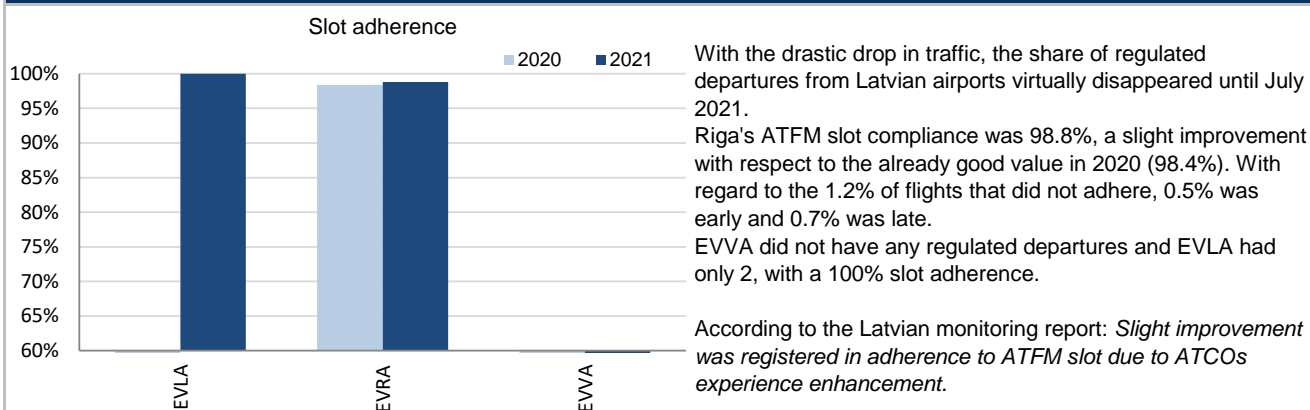 Slot adherence
2020 2021
100%
95%
90%
85%
80%
75%
70%
65%
60%
EVLA
EVRA
EVVA
With the drastic drop in traffic, the share of regulated
departures from Latvian airports virtually disappeared until July
2021.
Riga's ATFM slot compliance was 98.8%, a slight improvement
with respect to the already good value in 2020 (98.4%). With
regard to the 1.2% of flights that did not adhere, 0.5% was
early and 0.7% was late.
EVVA did not have any regulated departures and EVLA had
only 2, with a 100% slot adherence.
According to the Latvian monitoring report: Slight improvement
was registered in adherence to ATFM slot due to ATCOs
experience enhancement.